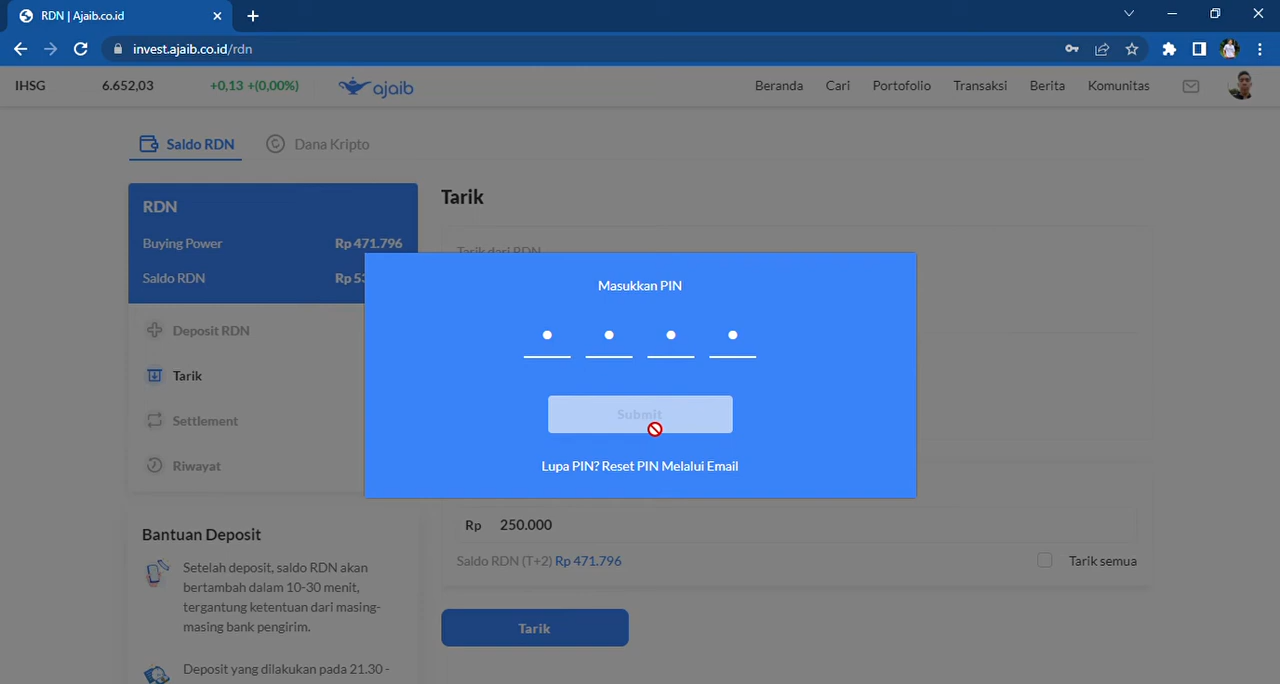 RDN | Ajaib.co.id
invest.ajaib.co.id/rdn
IHSG 6.652,03 +0,13 +(0,00%) ajaib Beranda Cari Portofolio Transaksi Berita Komunitas
Saldo RDN Dana Kripto
RDN
Buying Power Rp 471.796
Saldo RDN Rp
Deposit RDN
Tarik
Settlement
Riwayat
Bantuan Deposit
Setelah deposit, saldo RDN akan
bertambah dalam 10-30 menit,
tergantung ketentuan dari masing-
masing bank pengirim.
Deposit yang dilakukan pada 21.30 -
Tarik
Tarik dari RDN
Masukkan PIN
Submit
Lupa PIN? Reset PIN Melalui Email
Rp 250.000
Saldo RDN (T+2) Rp 471.796 Tarik semua
Tarik